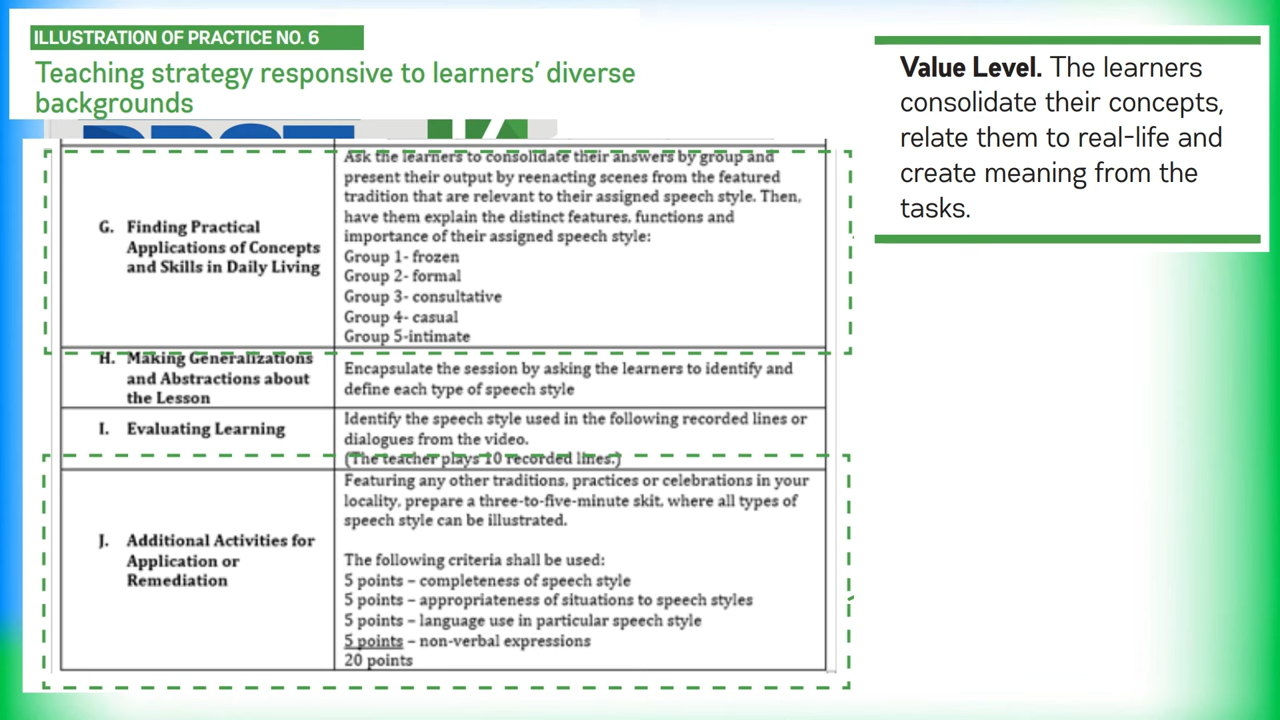 ILLUSTRATION OF PRACTICE NO. 6
Teaching strategy responsive to learners' diverse
backgrounds
Value Level. The learners
consolidate their concepts,
relate them to real-life and
create meaning from the
tasks.
G. Finding Practical
Applications of Concepts
and Skills in Daily Living
Ask the learners to consolidate their answers by group and
present their output by reenacting scenes from the featured
tradition that are relevant to their assigned speech style. Then,
have them explain the distinct features, functions and
importance of their assigned speech style:
Group 1- frozen
Group 2- formal
Group 3- consultative
Group 4- casual
Group 5-intimate
H. Making Generalizations
and Abstractions about
the Lesson
Encapsulate the session by asking the learners to identify and
define each type of speech style
I. Evaluating Learning
Identify the speech style used in the following recorded lines or
dialogues from the video.
(The teacher plays 10 recorded lines.)
J. Additional Activities for
Application or
Remediation
Featuring any other traditions, practices or celebrations in your
locality, prepare a three-to-five-minute skit, where all types of
speech style can be illustrated.
The following criteria shall be used:
5 points – completeness of speech style
5 points – appropriateness of situations to speech styles
5 points – language use in particular speech style
5 points – non-verbal expressions
20 points